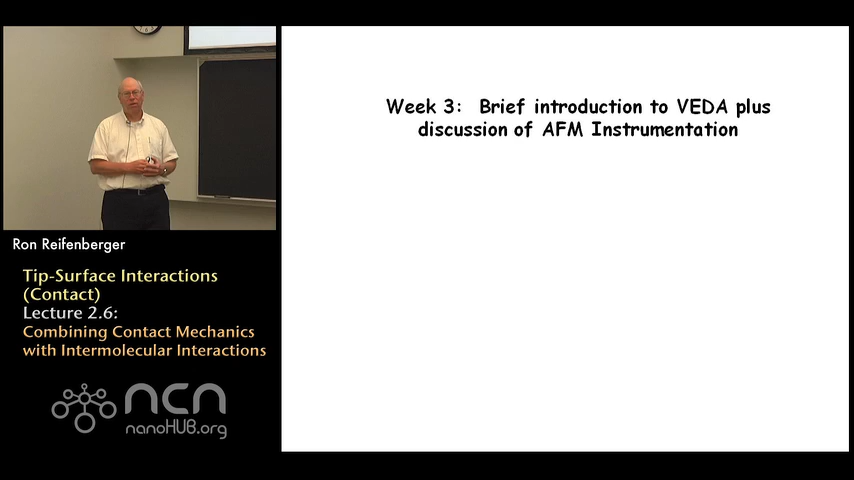 Week 3: Brief introduction to VEDA plus
discussion of AFM Instrumentation
Ron Reifenberger
Tip-Surface Interactions
(Contact)
Lecture 2.6:
Combining Contact Mechanics
with Intermolecular Interactions
ncn
nanoHUB.org